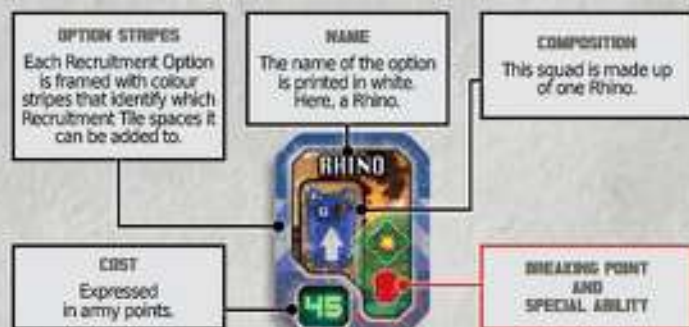 OPTION STRIPES
Each Recruitment Option
is framed with colour
stripes that identify which
Recruitment Tile spaces it
can be added to.
NAME
The name of the option
is printed in white.
Here, a Rhino.
COMPOSITION
This squad is made up
of one Rhino.
RHINO
COST
Expressed
in army points.
45
BREAKING POINT
AND
SPECIAL ABILITY